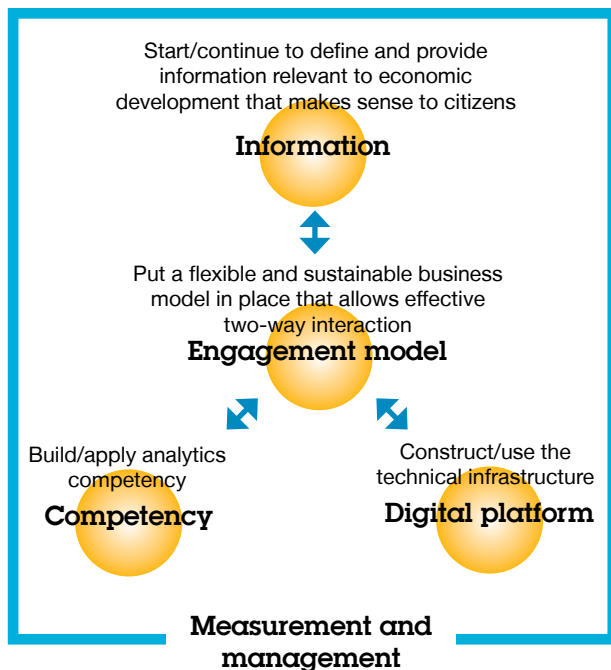 Start/continue to define and provide
information relevant to economic
development that makes sense to citizens
Information
Put a flexible and sustainable business
model in place that allows effective
two-way interaction
Engagement model
Build/apply analytics
competency
Competency
Construct/use the
technical infrastructure
Digital platform
Measurement and
management